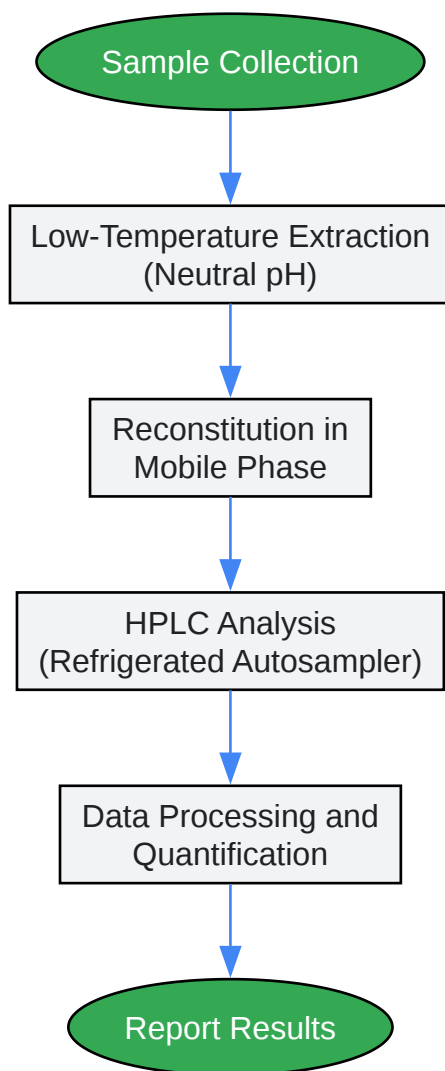 Sample Collection
Low-Temperature Extraction
(Neutral pH)
Reconstitution in
Mobile Phase
HPLC Analysis
(Refrigerated Autosampler)
Data Processing and
Quantification
Report Results